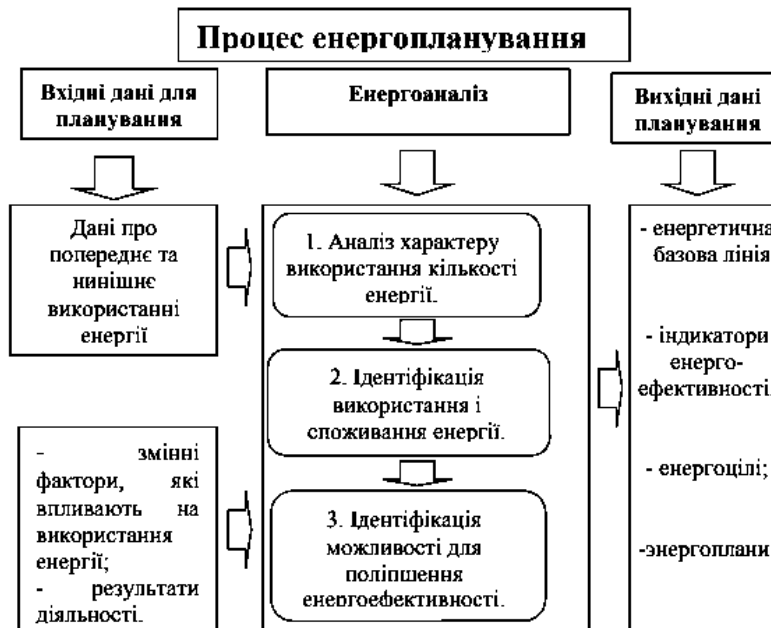 Процес енергопланування
Вхідні дані для
планування
Енергоаналіз
Вихідні дані
планування
Дані про
попереднє та
нинішнє
використанні
енергії
1. Аналіз характеру
використання кількості
енергії.
2. Ідентифікація
використання і
споживання енергії.
- змінні
фактори, які
впливають на
використання
енергії;
- результати
діяльності.
3. Ідентифікація
можливості для
поліпшення
енергоефективності.
- енергетична
базова лінія
- індикатори
енерго-
ефективності
- енергоцілі;
-энергоплани